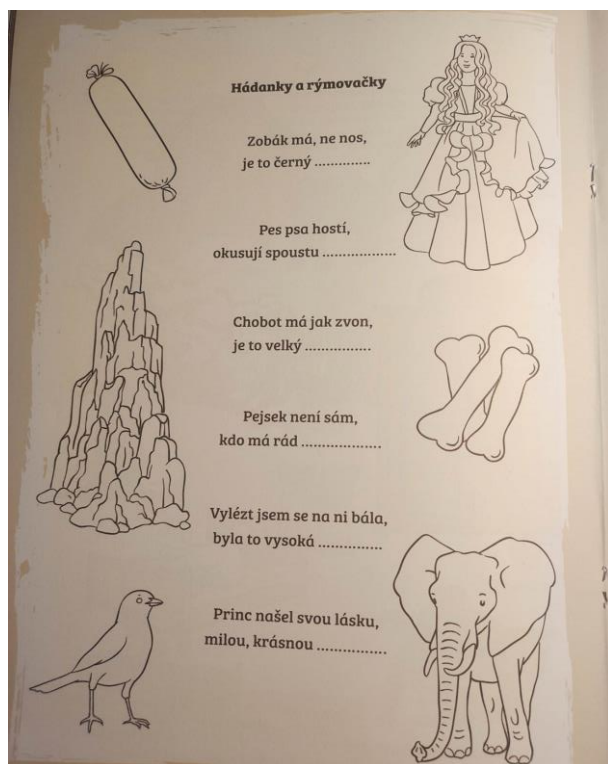 Hádanky a rýmovačky
Zobák má, ne nos,
je to černý .............
Pes psa hostí,
okusují spoustu .................
Chobot má jak zvon,
je to velký ...............
Pejsek není sám,
kdo má rád ..................
Vylézt jsem se na ni bála,
byla to vysoká ...............
Princ našel svou lásku,
milou, krásnou ................